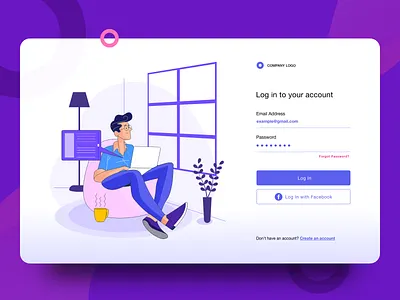 COMPANY LOGO
Log in to your account
Email Address
example@gmail.com
Password
Forgot Password?
Log in
Log in with Facebook
Don't have an account? Create an account